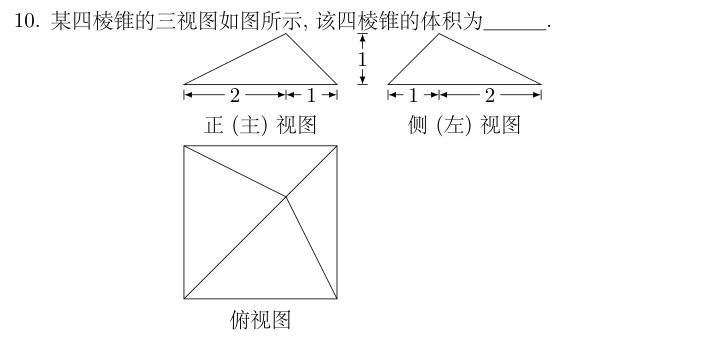 10. 某四棱锥的三视图如图所示, 该四棱锥的体积为______.
1
2 1 1 2
正 (主) 视图 侧 (左) 视图
俯视图